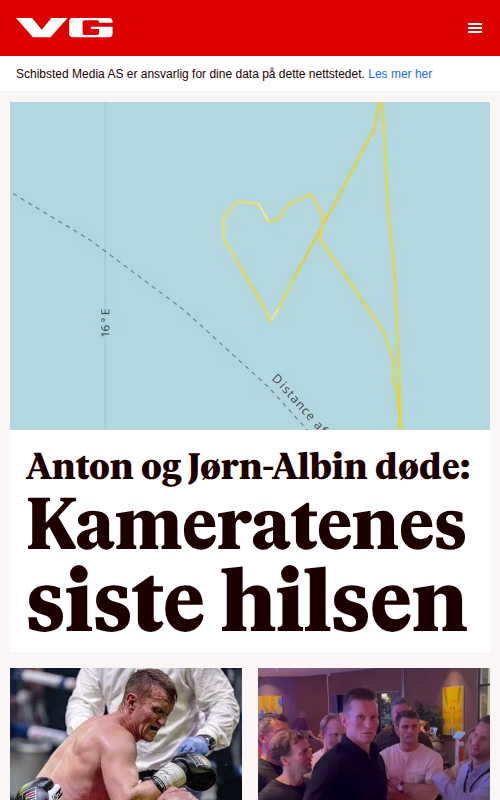 VG
Schibsted Media AS er ansvarlig for dine data på dette nettstedet. Les mer her
16°E
Distance
Anton og Jørn-Albin døde:
Kameratenes
siste hilsen